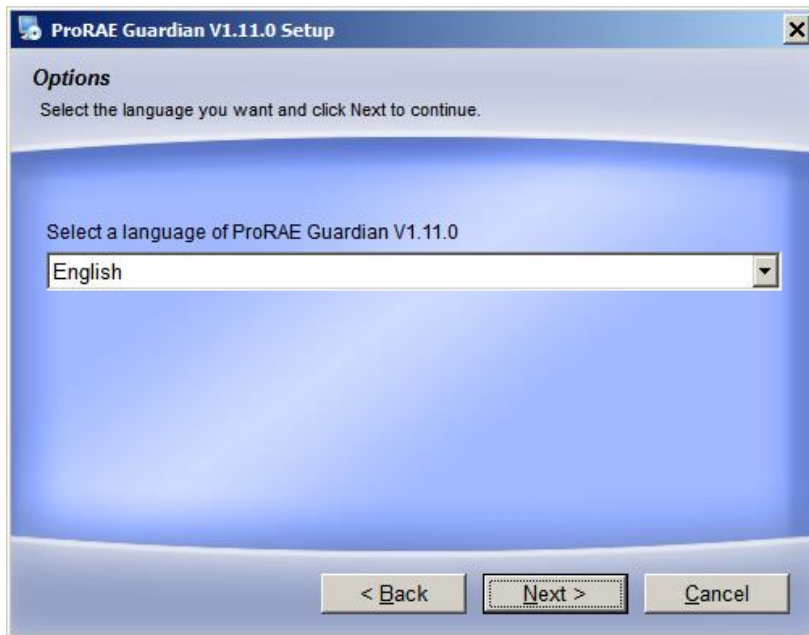 ProRAE Guardian V1.11.0 Setup
Options
Select the language you want and click Next to continue.
Select a language of ProRAE Guardian V1.11.0
English
< Back
Next >
Cancel